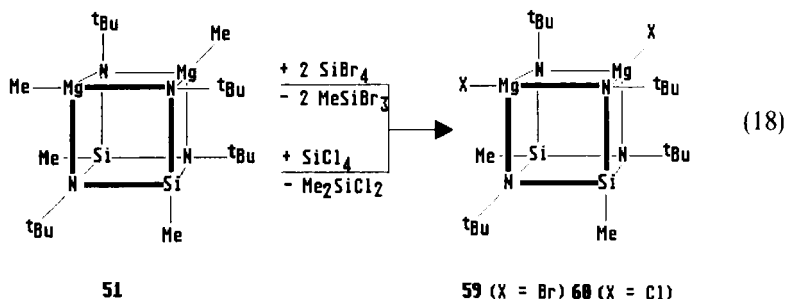 tBu
Me
N
Mg
Me
Mg
N
tBu
Me
Si
N
tBu
N
Si
tBu
Me
51
+ 2 SiBr4
- 2 MeSiBr3
+ SiCl4
- Me2SiCl2
tBu
X
N
Mg
X
Mg
N
tBu
Me
Si
N
tBu
N
Si
tBu
Me
59 (X = Br) 60 (X = Cl)
(18)